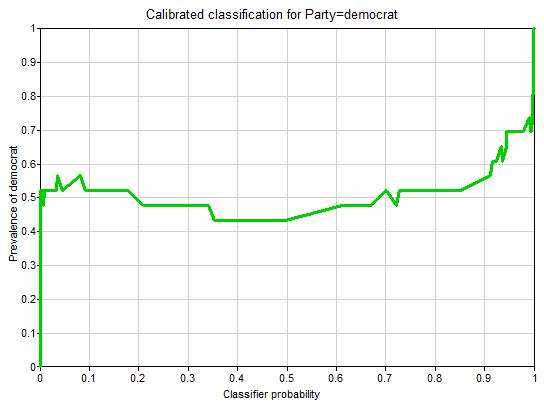 Calibrated classification for Party=democrat
Prevalence of democrat
1
0.9
0.8
0.7
0.6
0.5
0.4
0.3
0.2
0.1
0
0 0.1 0.2 0.3 0.4 0.5 0.6 0.7 0.8 0.9 1
Classifier probability